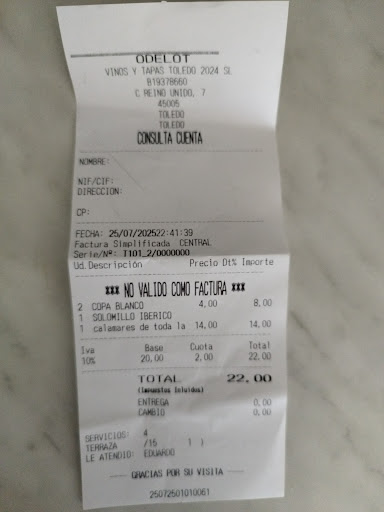 ODELOT
VINOS Y TAPAS TOLEDO 2024 SL
B19378660
C REINO UNIDO, 7
45005
TOLEDO
TOLEDO
CONSULTA CUENTA
NOMBRE:
NIF/CIF:
DIRECCION:
CP:
FECHA: 25/07/202522:41:39
Factura Simplificada CENTRAL
Serie/Nº: T101_2/0000000
Ud.Descripción Precio Dt% Importe
*** NO VALIDO COMO FACTURA ***
2 COPA BLANCO 4,00 8,00
1 SOLOMILLO IBERICO
1 calamares de toda la 14,00 14,00
Iva Base Cuota Total
10% 20,00 2,00 22,00
TOTAL 22,00
(Impuestos Incluidos)
ENTREGA 0,00
CAMBIO 0,00
SERVICIOS: 4
TERRAZA /15 1 )
LE ATENDIO: EDUARDO
---- GRACIAS POR SU VISITA ----
25072501010061